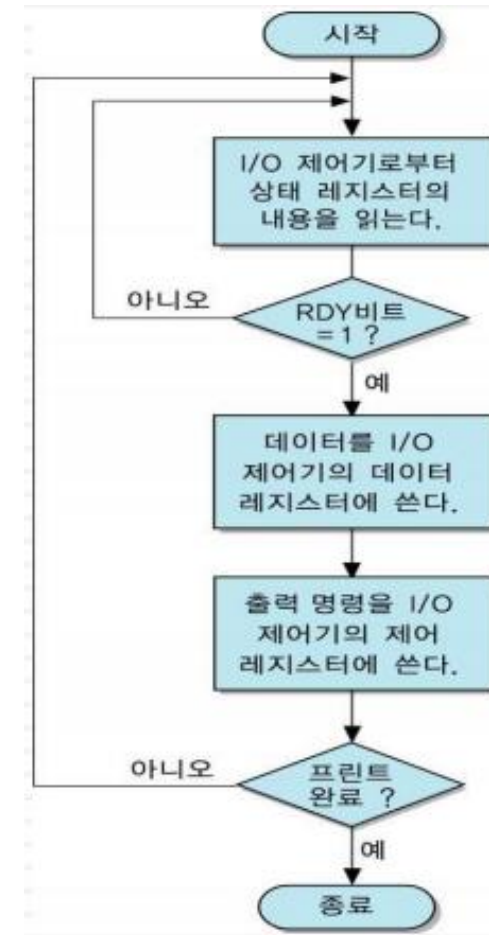 시작
I/O 제어기로부터
상태 레지스터의
내용을 읽는다.
아니오
RDY비트
=1 ?
예
데이터를 I/O
제어기의 데이터
레지스터에 쓴다.
출력 명령을 I/O
제어기의 제어
레지스터에 쓴다.
아니오
프린트
완료 ?
예
종료